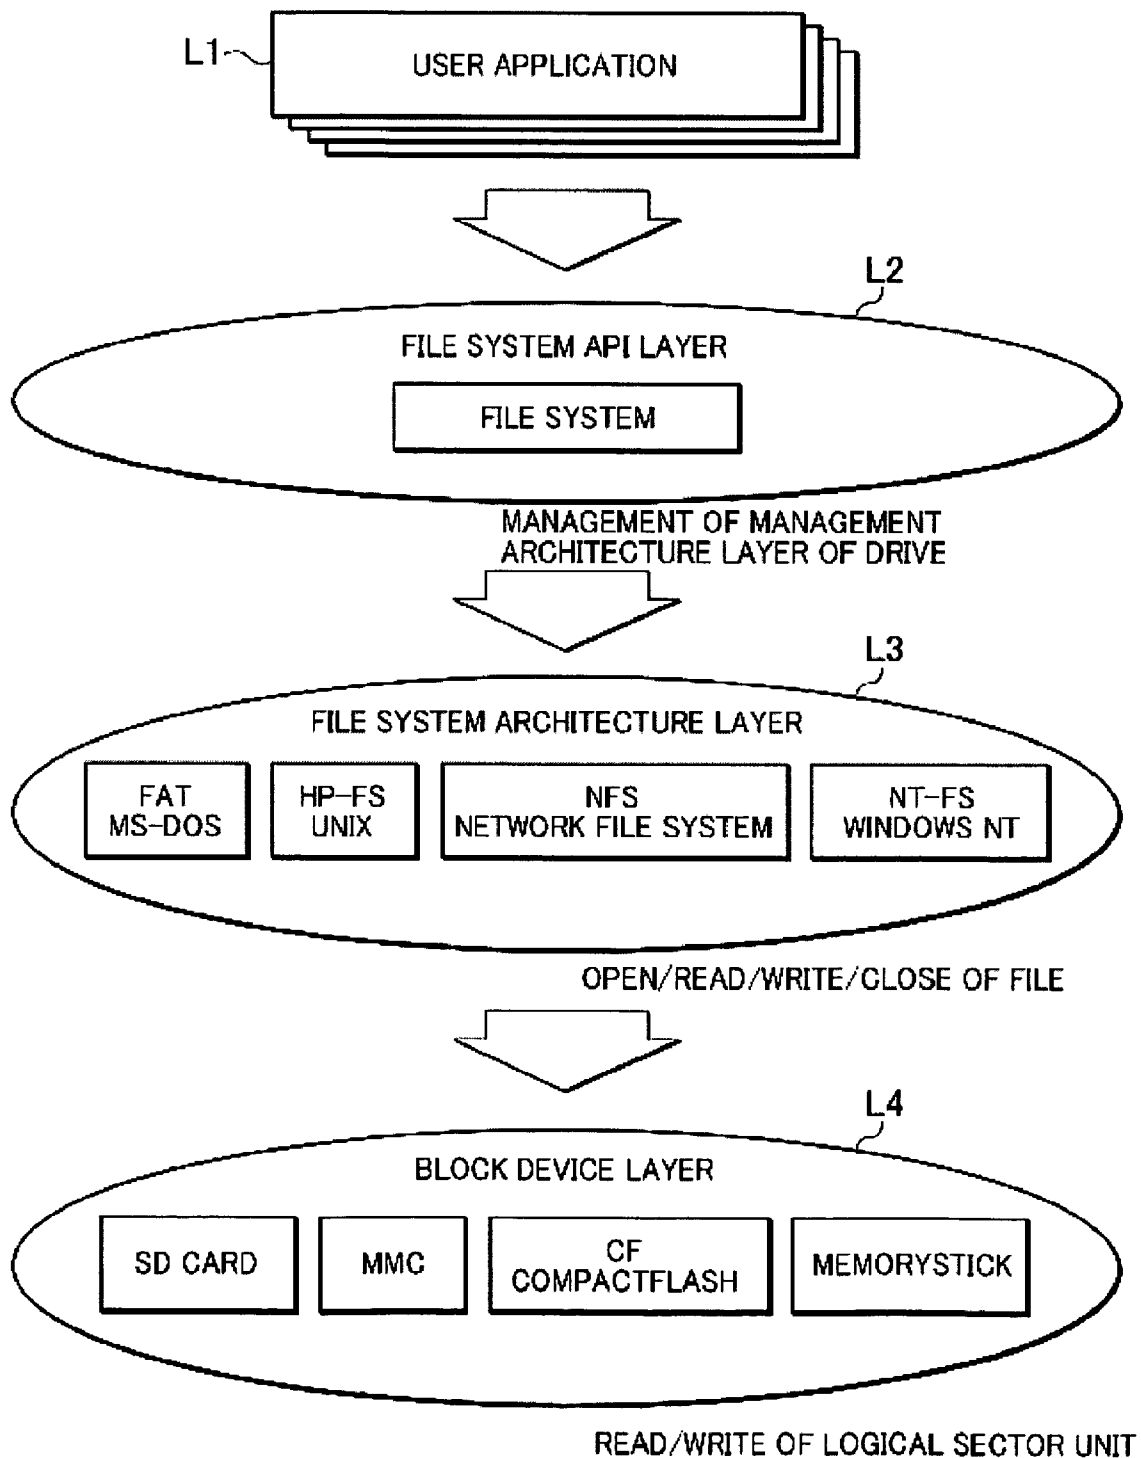 L1
USER APPLICATION
L2
FILE SYSTEM API LAYER
FILE SYSTEM
MANAGEMENT OF MANAGEMENT
ARCHITECTURE LAYER OF DRIVE
L3
FILE SYSTEM ARCHITECTURE LAYER
FAT
MS-DOS
HP-FS
UNIX
NFS
NETWORK FILE SYSTEM
NT-FS
WINDOWS NT
OPEN/READ/WRITE/CLOSE OF FILE
L4
BLOCK DEVICE LAYER
SD CARD
MMC
CF
COMPACTFLASH
MEMORYSTICK
READ/WRITE OF LOGICAL SECTOR UNIT